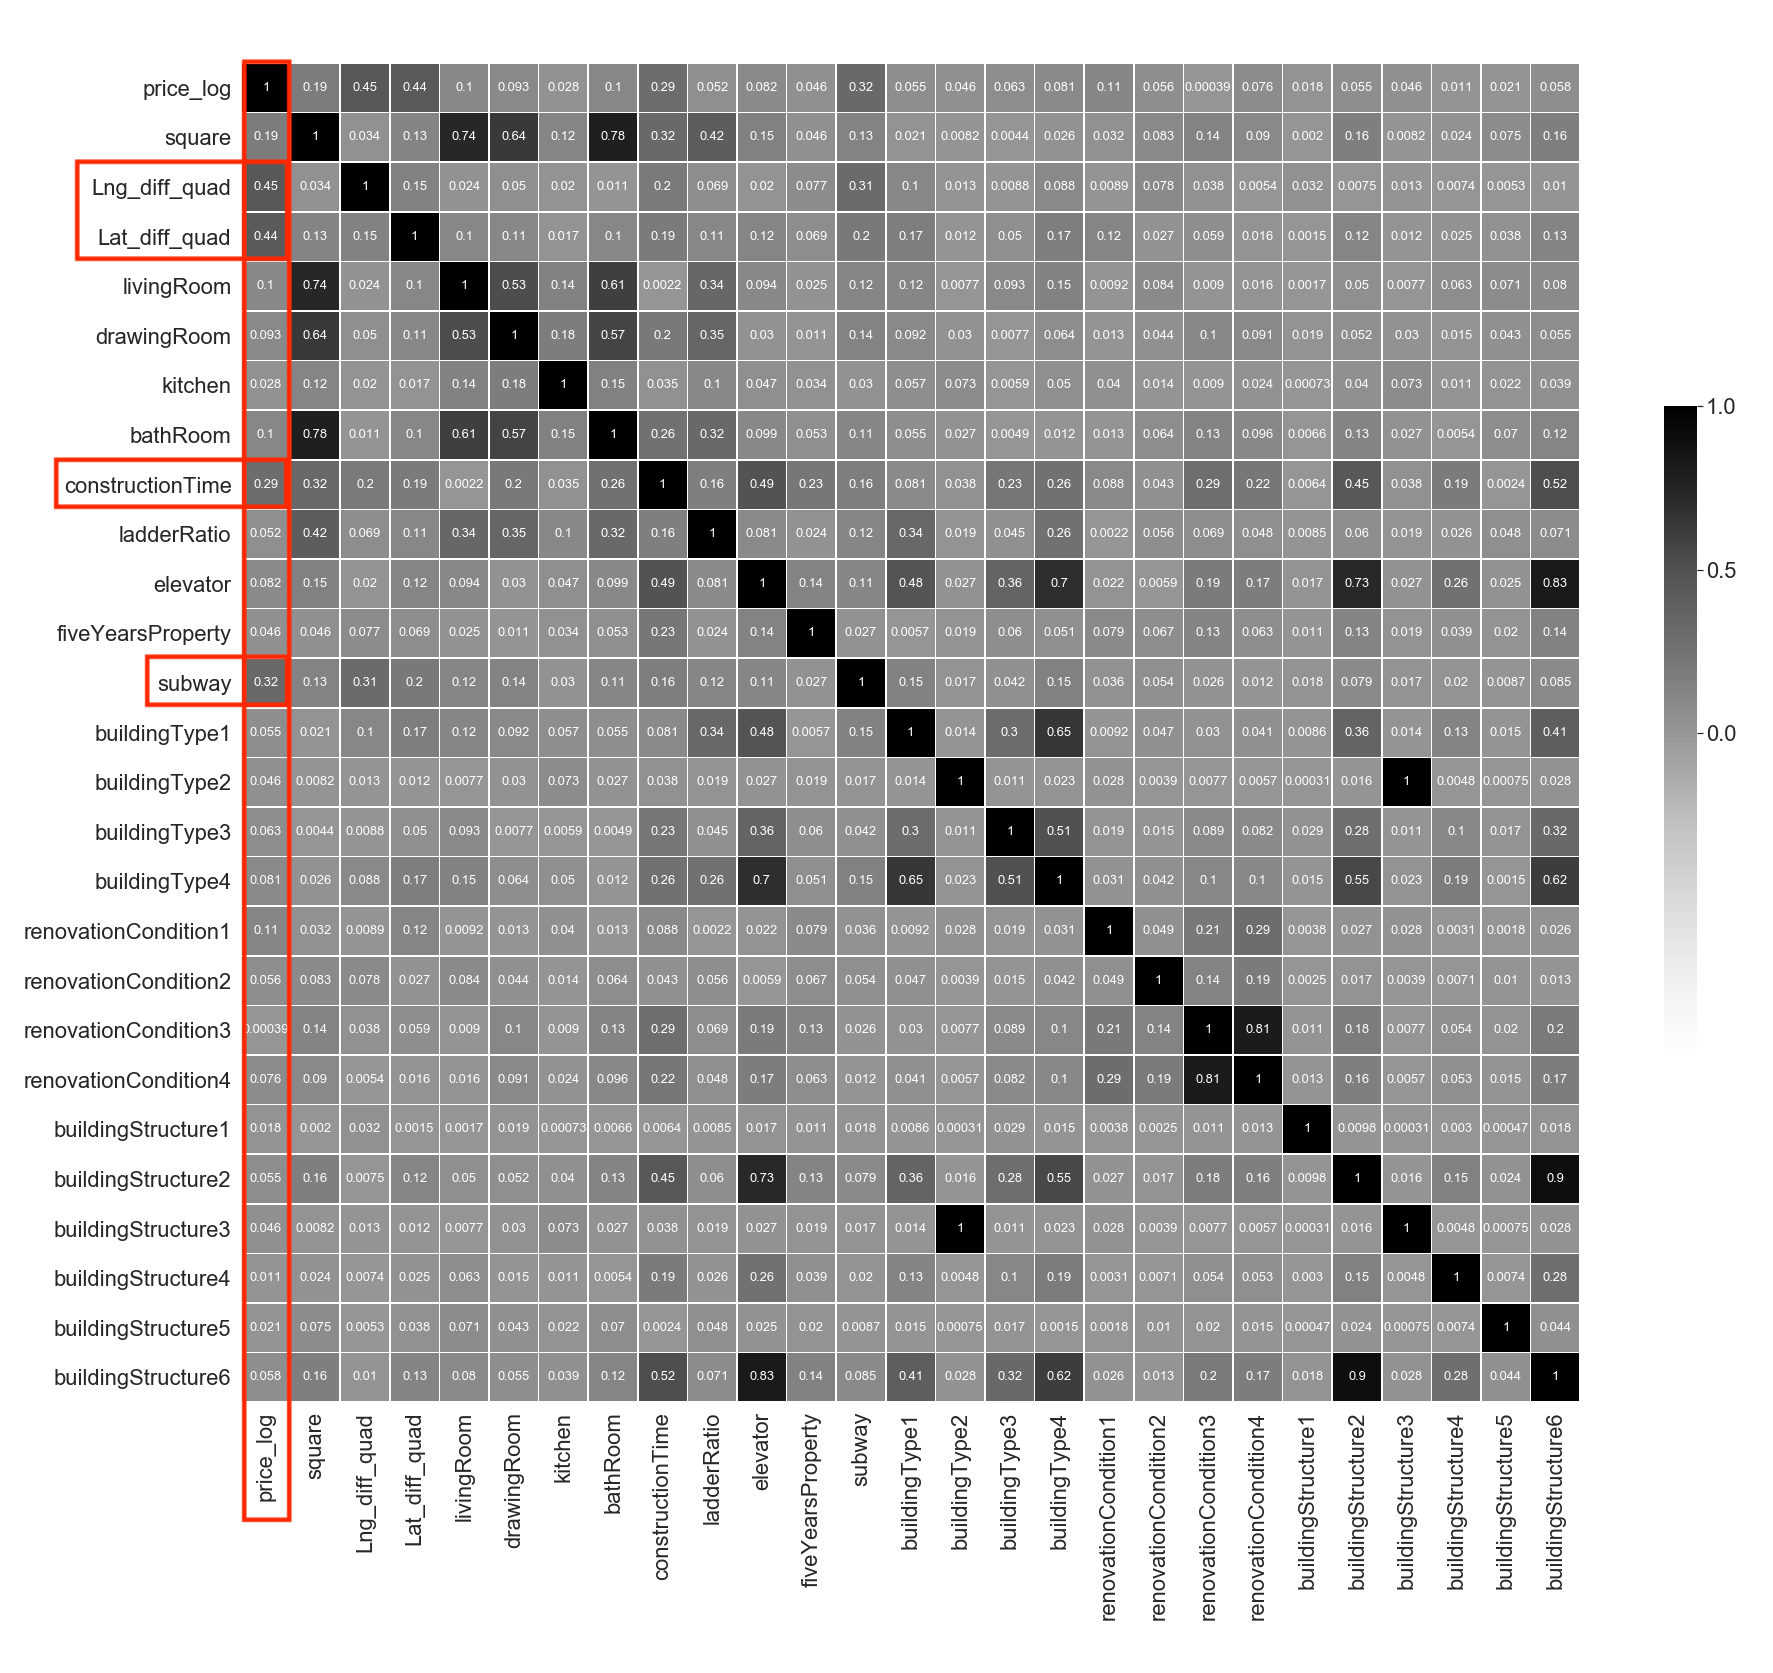 price_log 1 0.19 0.45 0.44 0.1 0.093 0.028 0.1 0.29 0.052 0.082 0.046 0.32 0.055 0.046 0.063 0.081 0.11 0.056 0.00039 0.076 0.018 0.055 0.046 0.011 0.021 0.058
square 0.19 1 0.034 0.13 0.74 0.64 0.12 0.78 0.32 0.42 0.15 0.046 0.13 0.021 0.0082 0.0044 0.026 0.032 0.083 0.14 0.09 0.002 0.16 0.0082 0.024 0.075 0.16
Lng_diff_quad 0.45 0.034 1 0.15 0.024 0.05 0.02 0.011 0.2 0.069 0.02 0.077 0.31 0.1 0.013 0.0088 0.088 0.0089 0.078 0.038 0.0054 0.032 0.0075 0.013 0.0074 0.0053 0.01
Lat_diff_quad 0.44 0.13 0.15 1 0.1 0.11 0.017 0.1 0.19 0.11 0.12 0.069 0.2 0.17 0.012 0.05 0.17 0.12 0.027 0.059 0.016 0.0015 0.12 0.012 0.025 0.038 0.13
livingRoom 0.1 0.74 0.024 0.1 1 0.53 0.14 0.61 0.0022 0.34 0.094 0.025 0.12 0.12 0.0077 0.093 0.15 0.0092 0.084 0.009 0.016 0.0017 0.05 0.0077 0.063 0.071 0.08
drawingRoom 0.093 0.64 0.05 0.11 0.53 1 0.18 0.57 0.2 0.35 0.03 0.011 0.14 0.092 0.03 0.0077 0.064 0.013 0.044 0.1 0.091 0.019 0.052 0.03 0.015 0.043 0.055
kitchen 0.028 0.12 0.02 0.017 0.14 0.18 1 0.15 0.035 0.1 0.047 0.034 0.03 0.057 0.073 0.0059 0.05 0.04 0.014 0.009 0.024 0.00073 0.04 0.073 0.011 0.022 0.039
bathRoom 0.1 0.78 0.011 0.1 0.61 0.57 0.15 1 0.26 0.32 0.099 0.053 0.11 0.055 0.027 0.0049 0.012 0.013 0.064 0.13 0.096 0.0066 0.13 0.027 0.0054 0.07 0.12
constructionTime 0.29 0.32 0.2 0.19 0.0022 0.2 0.035 0.26 1 0.16 0.49 0.23 0.16 0.081 0.038 0.23 0.26 0.088 0.043 0.29 0.22 0.0064 0.45 0.038 0.19 0.0024 0.52
ladderRatio 0.052 0.42 0.069 0.11 0.34 0.35 0.1 0.32 0.16 1 0.081 0.024 0.12 0.34 0.019 0.045 0.26 0.0022 0.056 0.069 0.048 0.0085 0.06 0.019 0.026 0.048 0.071
elevator 0.082 0.15 0.02 0.12 0.094 0.03 0.047 0.099 0.49 0.081 1 0.14 0.11 0.48 0.027 0.36 0.7 0.022 0.0059 0.19 0.17 0.017 0.73 0.027 0.26 0.025 0.83
fiveYearsProperty 0.046 0.046 0.077 0.069 0.025 0.011 0.034 0.053 0.23 0.024 0.14 1 0.027 0.0057 0.019 0.06 0.051 0.079 0.067 0.13 0.063 0.011 0.13 0.019 0.039 0.02 0.14
subway 0.32 0.13 0.31 0.2 0.12 0.14 0.03 0.11 0.16 0.12 0.11 0.027 1 0.15 0.017 0.042 0.15 0.036 0.054 0.026 0.012 0.018 0.079 0.017 0.02 0.0087 0.085
buildingType1 0.055 0.021 0.1 0.17 0.12 0.092 0.057 0.055 0.081 0.34 0.48 0.0057 0.15 1 0.014 0.3 0.65 0.0092 0.047 0.03 0.041 0.0086 0.36 0.014 0.13 0.015 0.41
buildingType2 0.046 0.0082 0.013 0.012 0.0077 0.03 0.073 0.027 0.038 0.019 0.027 0.019 0.017 0.014 1 0.011 0.023 0.028 0.0039 0.0077 0.0057 0.00031 0.016 1 0.0048 0.00075 0.028
buildingType3 0.063 0.0044 0.0088 0.05 0.093 0.0077 0.0059 0.0049 0.23 0.045 0.36 0.06 0.042 0.3 0.011 1 0.51 0.019 0.015 0.089 0.082 0.029 0.28 0.011 0.1 0.017 0.32
buildingType4 0.081 0.026 0.088 0.17 0.15 0.064 0.05 0.012 0.26 0.26 0.7 0.051 0.15 0.65 0.023 0.51 1 0.031 0.042 0.1 0.1 0.015 0.55 0.023 0.19 0.0015 0.62
renovationCondition1 0.11 0.032 0.0089 0.12 0.0092 0.013 0.04 0.013 0.088 0.0022 0.022 0.079 0.036 0.0092 0.028 0.019 0.031 1 0.049 0.21 0.29 0.0038 0.027 0.028 0.0031 0.0018 0.026
renovationCondition2 0.056 0.083 0.078 0.027 0.084 0.044 0.014 0.064 0.043 0.056 0.0059 0.067 0.054 0.047 0.0039 0.015 0.042 0.049 1 0.14 0.19 0.0025 0.017 0.0039 0.0071 0.01 0.013
renovationCondition3 0.00039 0.14 0.038 0.059 0.009 0.1 0.009 0.13 0.29 0.069 0.19 0.13 0.026 0.03 0.0077 0.089 0.1 0.21 0.14 1 0.81 0.011 0.18 0.0077 0.054 0.02 0.2
renovationCondition4 0.076 0.09 0.0054 0.016 0.016 0.091 0.024 0.096 0.22 0.048 0.17 0.063 0.012 0.041 0.0057 0.082 0.1 0.29 0.19 0.81 1 0.013 0.16 0.0057 0.053 0.015 0.17
buildingStructure1 0.018 0.002 0.032 0.0015 0.0017 0.019 0.00073 0.0066 0.0064 0.0085 0.017 0.011 0.018 0.0086 0.00031 0.029 0.015 0.0038 0.0025 0.011 0.013 1 0.0098 0.00031 0.003 0.00047 0.018
buildingStructure2 0.055 0.16 0.0075 0.12 0.05 0.052 0.04 0.13 0.45 0.06 0.73 0.13 0.079 0.36 0.016 0.28 0.55 0.027 0.017 0.18 0.16 0.0098 1 0.016 0.15 0.024 0.9
buildingStructure3 0.046 0.0082 0.013 0.012 0.0077 0.03 0.073 0.027 0.038 0.019 0.027 0.019 0.017 0.014 1 0.011 0.023 0.028 0.0039 0.0077 0.0057 0.00031 0.016 1 0.0048 0.00075 0.028
buildingStructure4 0.011 0.024 0.0074 0.025 0.063 0.015 0.011 0.0054 0.19 0.026 0.26 0.039 0.02 0.13 0.0048 0.1 0.19 0.0031 0.0071 0.054 0.053 0.003 0.15 0.0048 1 0.0074 0.28
buildingStructure5 0.021 0.075 0.0053 0.038 0.071 0.043 0.022 0.07 0.0024 0.048 0.025 0.02 0.0087 0.015 0.00075 0.017 0.0015 0.0018 0.01 0.02 0.015 0.00047 0.024 0.00075 0.0074 1 0.044
buildingStructure6 0.058 0.16 0.01 0.13 0.08 0.055 0.039 0.12 0.52 0.071 0.83 0.14 0.085 0.41 0.028 0.32 0.62 0.026 0.013 0.2 0.17 0.018 0.9 0.028 0.28 0.044 1
price_log
square
Lng_diff_quad
Lat_diff_quad
livingRoom
drawingRoom
kitchen
bathRoom
constructionTime
ladderRatio
elevator
fiveYearsProperty
subway
buildingType1
buildingType2
buildingType3
buildingType4
renovationCondition1
renovationCondition2
renovationCondition3
renovationCondition4
buildingStructure1
buildingStructure2
buildingStructure3
buildingStructure4
buildingStructure5
buildingStructure6
1.0
0.5
0.0